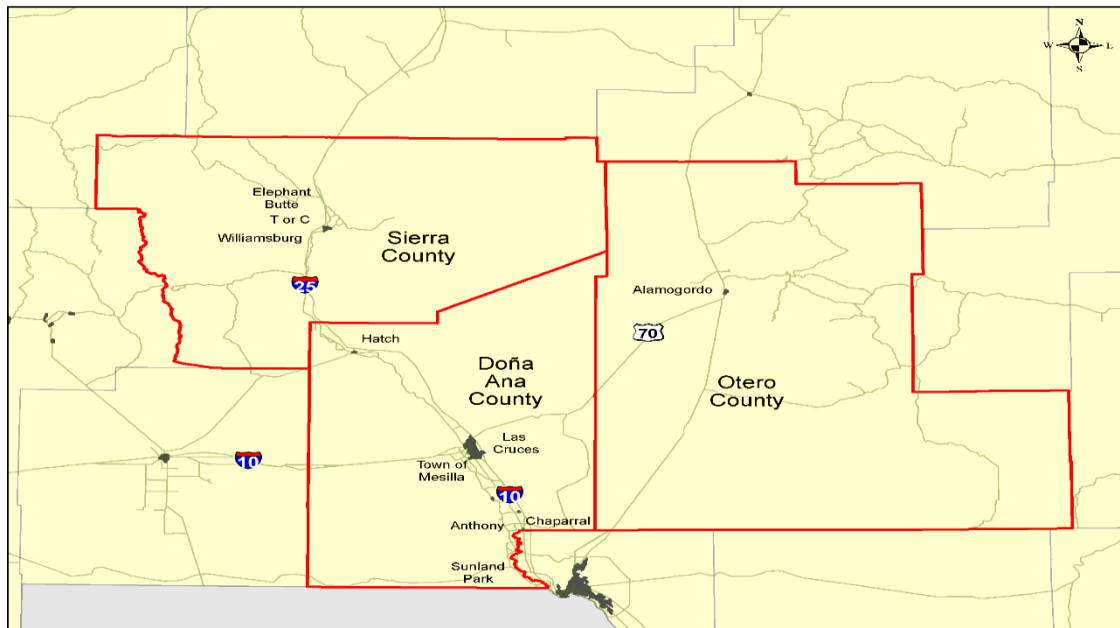 N
W
E
S
Elephant
Butte
T or C
Williamsburg
Sierra
County
25
Alamogordo
70
Hatch
Doña
Ana
County
Otero
County
Las
Cruces
10
Town of
Mesilla
10
Anthony
Chaparral
Sunland
Park